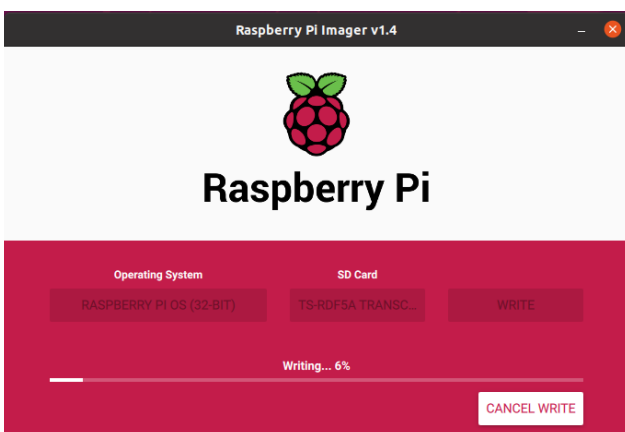 Raspberry Pi Imager v1.4
Raspberry Pi
Operating System SD Card
RASPBERRY PI OS (32-BIT) TS-RDF5A TRANSC... WRITE
Writing... 6%
CANCEL WRITE